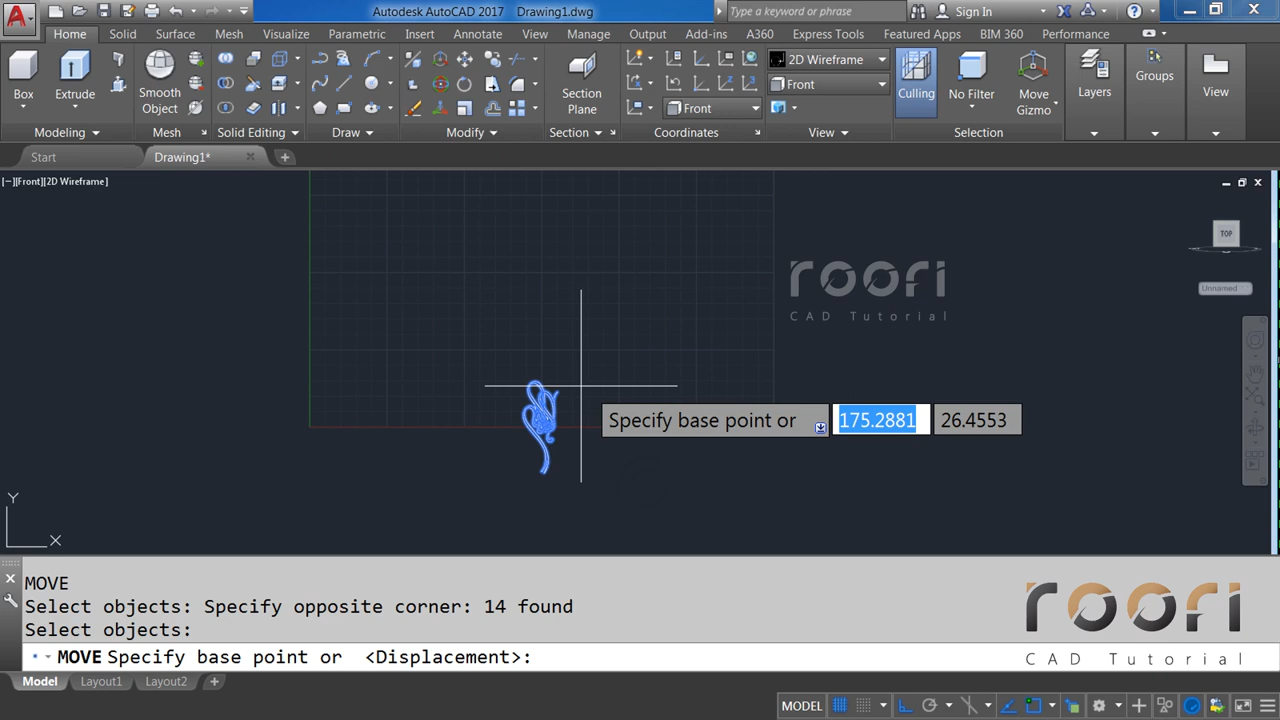 Autodesk AutoCAD 2017 Drawing1.dwg
Type a keyword or phrase
Sign In
Home Solid Surface Mesh Visualize Parametric Insert Annotate View Manage Output Add-ins A360 Express Tools Featured Apps BIM 360 Performance
Box
Extrude
Smooth Object
Section Plane
2D Wireframe
Front
Front
Culling
No Filter
Move Gizmo
Layers
Groups
View
Modeling Mesh Solid Editing Draw Modify Section Coordinates View Selection
Start Drawing1*
[−][Front][2D Wireframe]
TOP
Unnamed
roori
CAD Tutorial
Specify base point or 175.2881 26.4553
Y
X
MOVE
Select objects: Specify opposite corner: 14 found
Select objects:
MOVE Specify base point or <Displacement>:
roori
CAD Tutorial
Model Layout1 Layout2
MODEL